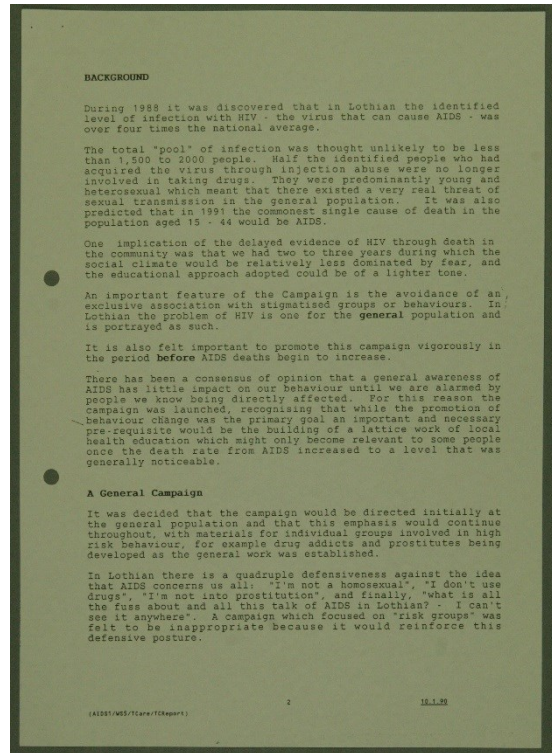 BACKGROUND
During 1988 it was discovered that in Lothian the identified
level of infection with HIV - the virus that can cause AIDS - was
over four times the national average.
The total "pool" of infection was thought unlikely to be less
than 1,500 to 2000 people. Half the identified people who had
acquired the virus through injection abuse were no longer
involved in taking drugs. They were predominantly young and
heterosexual which meant that there existed a very real threat of
sexual transmission in the general population. It was also
predicted that in 1991 the commonest single cause of death in the
population aged 15 - 44 would be AIDS.
One implication of the delayed evidence of HIV through death in
the community was that we had two to three years during which the
social climate would be relatively less dominated by fear, and
the educational approach adopted could be of a lighter tone.
An important feature of the Campaign is the avoidance of an
exclusive association with stigmatised groups or behaviours. In
Lothian the problem of HIV is one for the general population and
is portrayed as such.
It is also felt important to promote this campaign vigorously in
the period before AIDS deaths begin to increase.
There has been a consensus of opinion that a general awareness of
AIDS has little impact on our behaviour until we are alarmed by
people we know being directly affected. For this reason the
campaign was launched, recognising that while the promotion of
behaviour change was the primary goal an important and necessary
pre-requisite would be the building of a lattice work of local
health education which might only become relevant to some people
once the death rate from AIDS increased to a level that was
generally noticeable.
A General Campaign
It was decided that the campaign would be directed initially at
the general population and that this emphasis would continue
throughout, with materials for individual groups involved in high
risk behaviour, for example drug addicts and prostitutes being
developed as the general work was established.
In Lothian there is a quadruple defensiveness against the idea
that AIDS concerns us all: "I'm not a homosexual", "I don't use
drugs", "I'm not into prostitution", and finally, "what is all
the fuss about and all this talk of AIDS in Lothian? - I can't
see it anywhere". A campaign which focused on "risk groups" was
felt to be inappropriate because it would reinforce this
defensive posture.
2
10.1.90
(AIDST/WSS/TCare/TCReport)